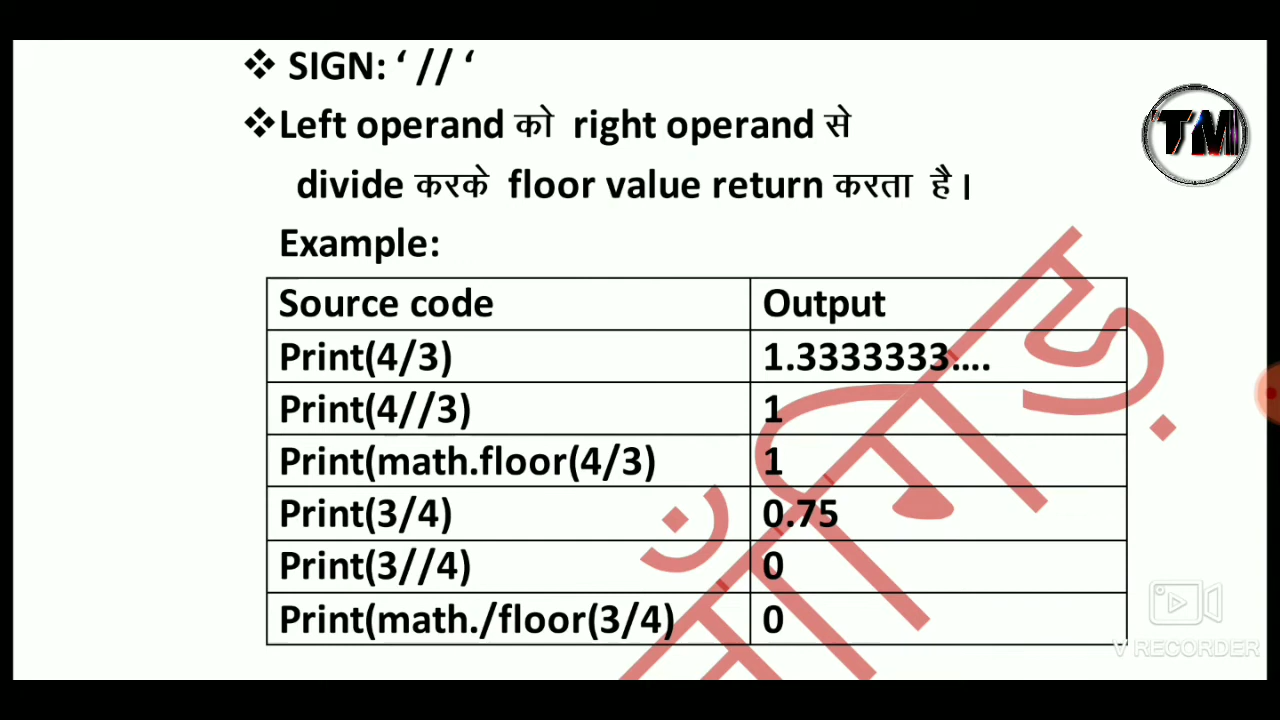 ❖ SIGN: ‘ // ‘
❖Left operand को right operand से
divide करके floor value return करता है।
Example:
Source code Output
Print(4/3) 1.3333333....
Print(4//3) 1
Print(math.floor(4/3) 1
Print(3/4) 0.75
Print(3//4) 0
Print(math./floor(3/4) 0
TM
V RECORDER